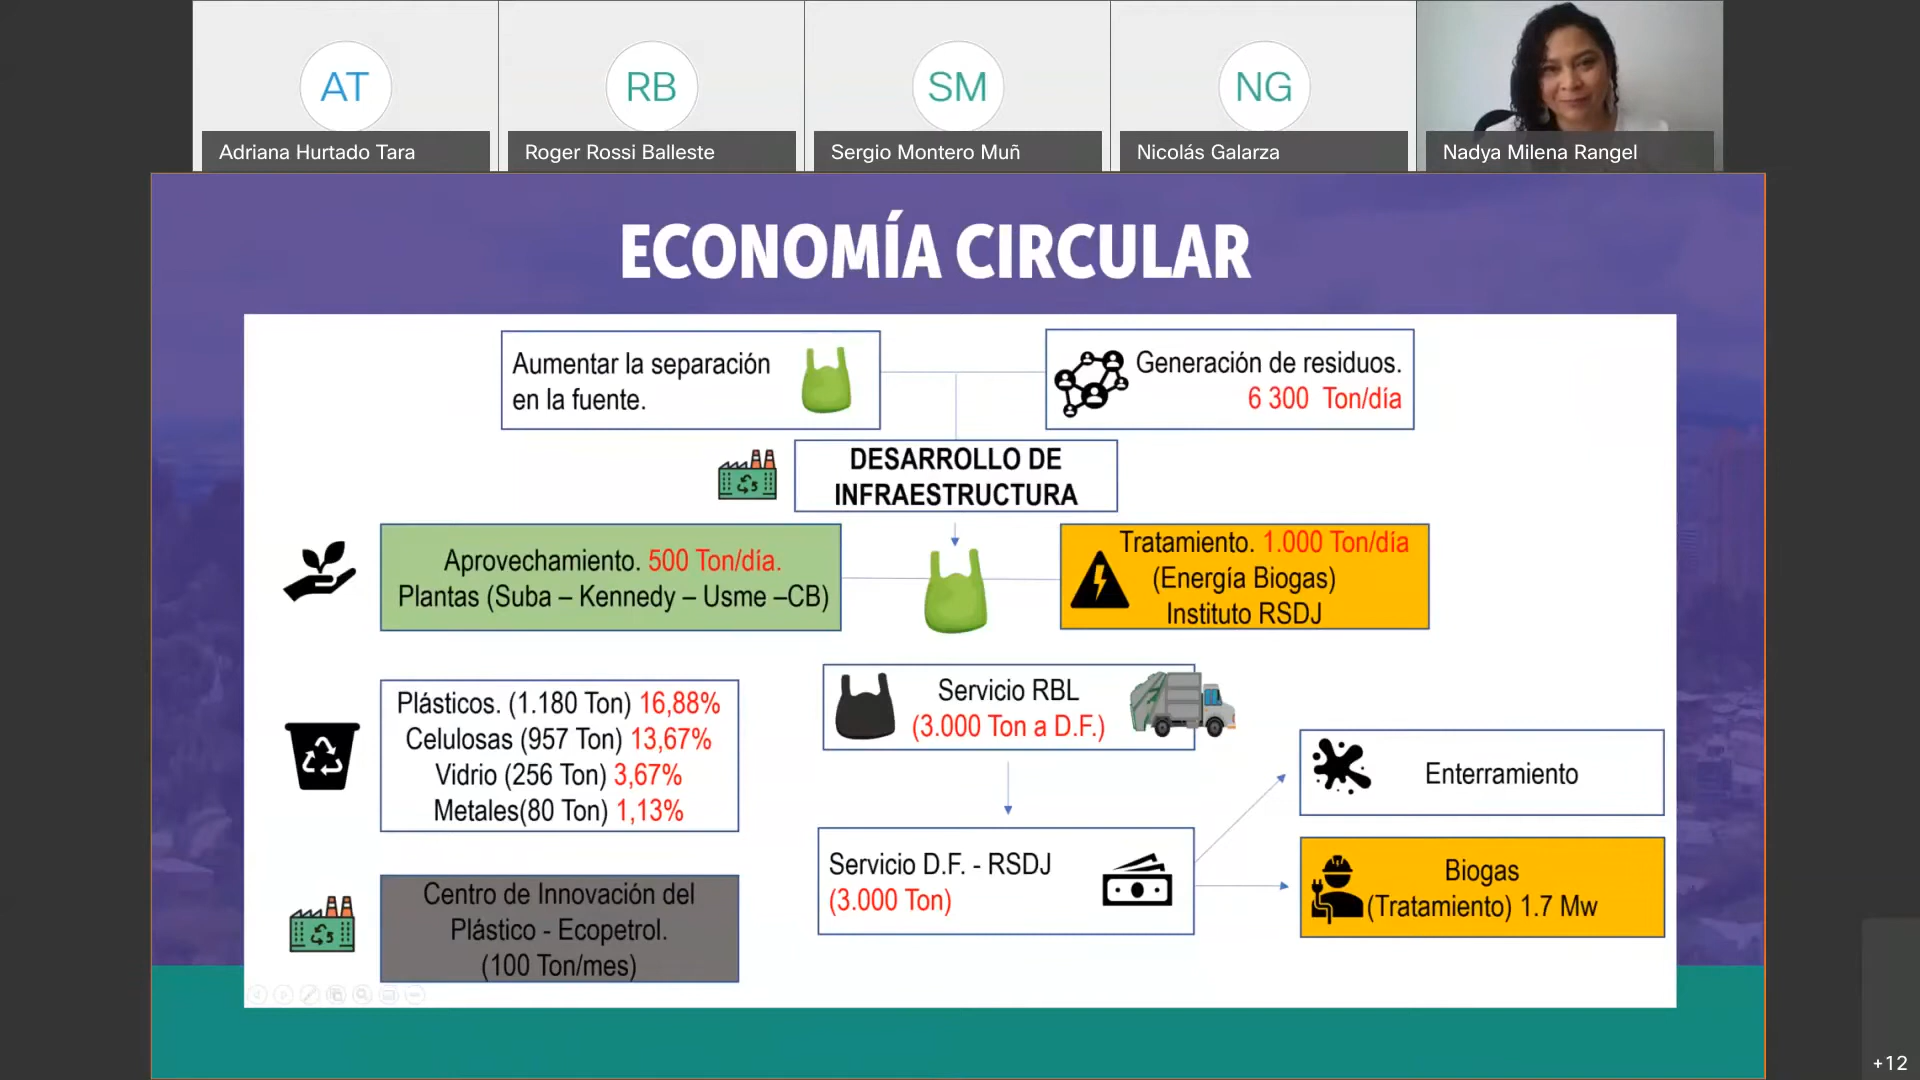 AT
RB
SM
NG
Adriana Hurtado Tara
Roger Rossi Balleste
Sergio Montero Muñ
Nicolás Galarza
Nadya Milena Rangel
ECONOMÍA CIRCULAR
Aumentar la separación
en la fuente.
Generación de residuos.
6 300 Ton/día
DESARROLLO DE
INFRAESTRUCTURA
Aprovechamiento. 500 Ton/día.
Plantas (Suba – Kennedy – Usme –CB)
Tratamiento. 1.000 Ton/día
(Energía Biogas)
Instituto RSDJ
Plásticos. (1.180 Ton) 16,88%
Celulosas (957 Ton) 13,67%
Vidrio (256 Ton) 3,67%
Metales(80 Ton) 1,13%
Servicio RBL
(3.000 Ton a D.F.)
Enterramiento
Servicio D.F. - RSDJ
(3.000 Ton)
Biogas
(Tratamiento) 1.7 Mw
Centro de Innovación del
Plástico - Ecopetrol.
(100 Ton/mes)
+12